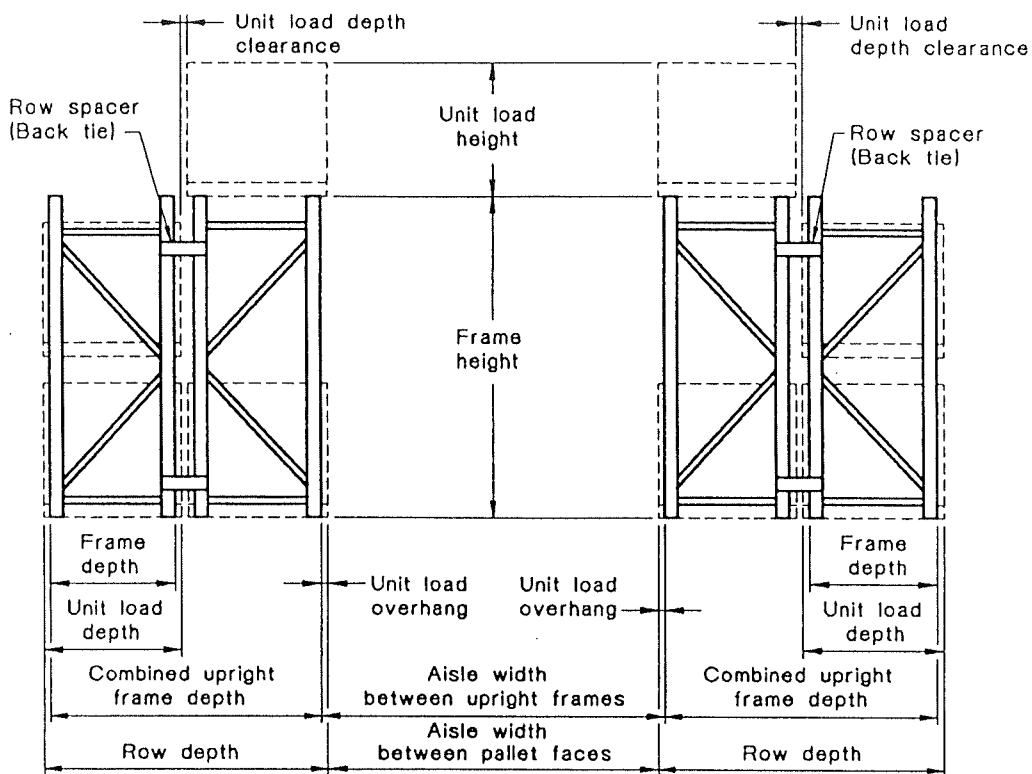 Unit load depth
clearance
Unit load
depth clearance
Row spacer
(Back tie)
Unit load
height
Row spacer
(Back tie)
Frame
height
Frame
depth
Unit load
overhang
Unit load
overhang
Frame
depth
Unit load
depth
Unit load
depth
Combined upright
frame depth
Aisle width
between upright frames
Combined upright
frame depth
Row depth
Aisle width
between pallet faces
Row depth